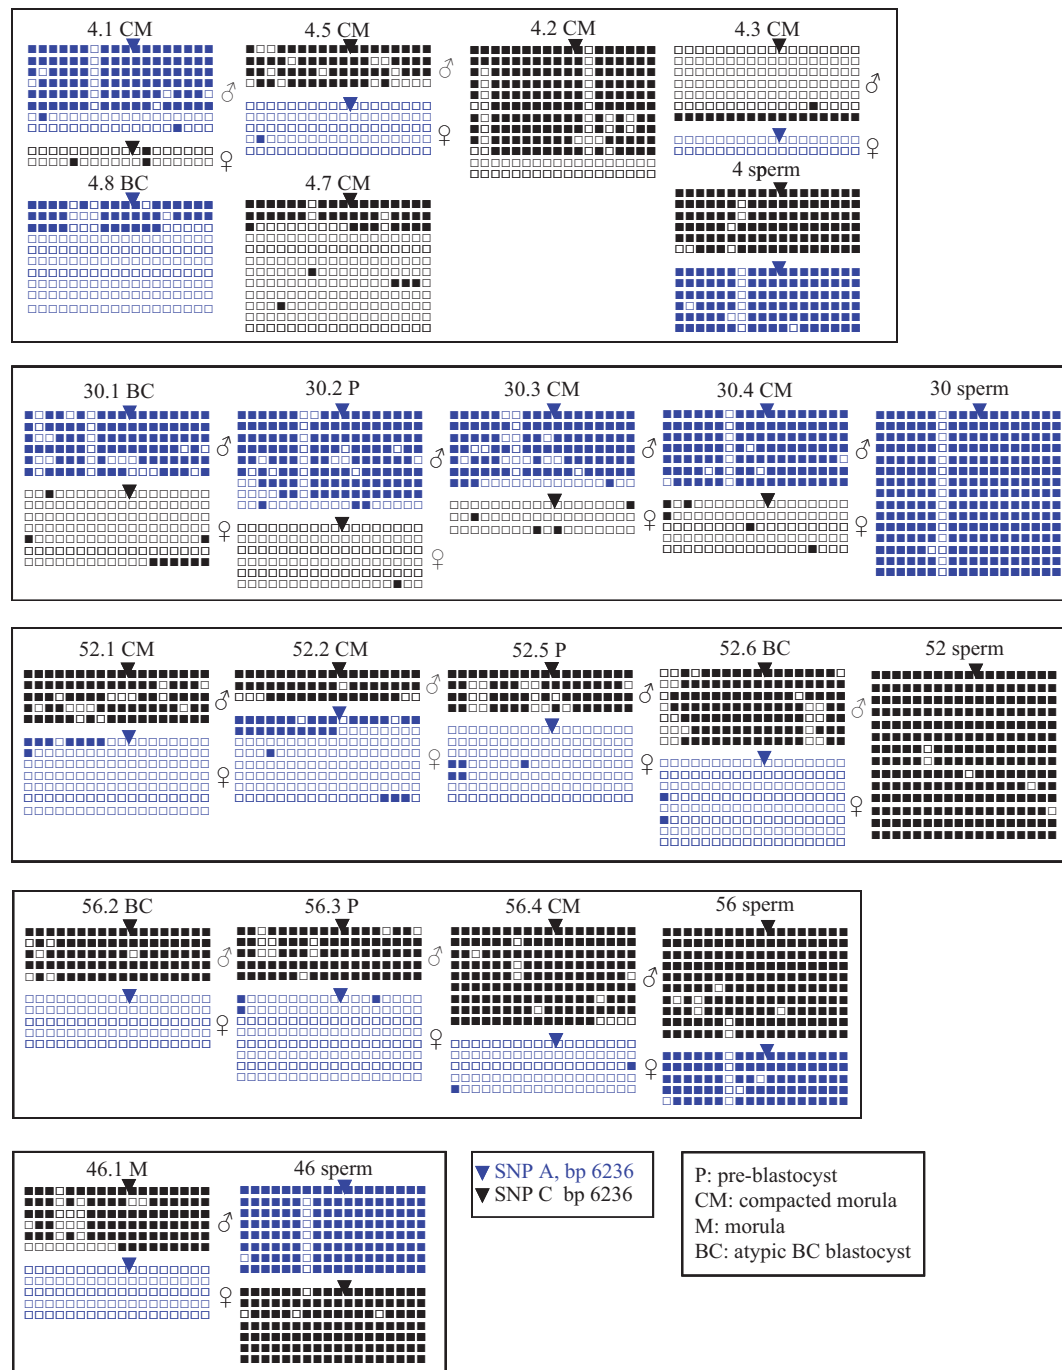 4.1 CM
4.5 CM
4.2 CM
4.3 CM
♂
♂
♂
♀
♀
♀
4.8 BC
4.7 CM
4 sperm
30.1 BC
30.2 P
30.3 CM
30.4 CM
30 sperm
♂
♂
♂
♂
♀
♀
♀
♀
52.1 CM
52.2 CM
52.5 P
52.6 BC
52 sperm
♂
♂
♂
♂
♀
♀
♀
♀
56.2 BC
56.3 P
56.4 CM
56 sperm
♂
♂
♂
♀
♀
♀
46.1 M
46 sperm
♂
♀
SNP A, bp 6236
SNP C bp 6236
P: pre-blastocyst
CM: compacted morula
M: morula
BC: atypic BC blastocyst